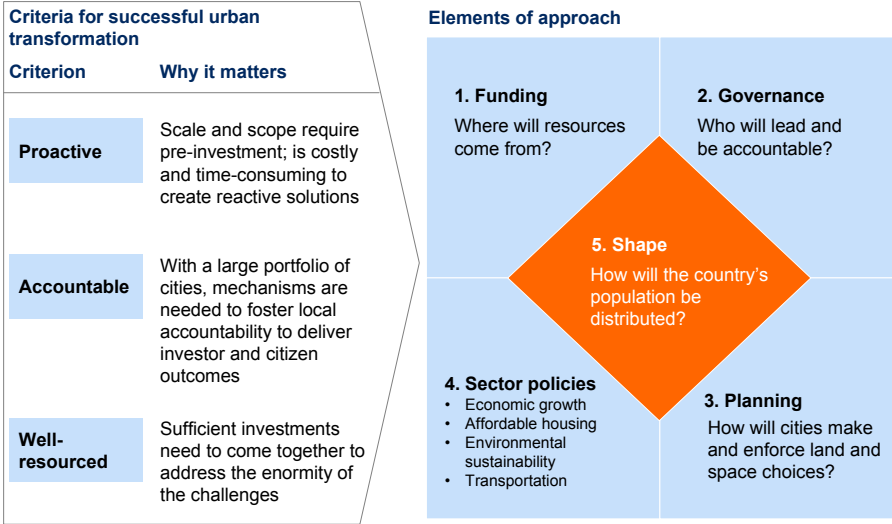 Criteria for successful urban
transformation
Criterion
Why it matters
Proactive
Scale and scope require
pre-investment; is costly
and time-consuming to
create reactive solutions
Accountable
With a large portfolio of
cities, mechanisms are
needed to foster local
accountability to deliver
investor and citizen
outcomes
Well-
resourced
Sufficient investments
need to come together to
address the enormity of
the challenges
Elements of approach
1. Funding
Where will resources
come from?
2. Governance
Who will lead and
be accountable?
5. Shape
How will the country's
population be
distributed?
4. Sector policies
• Economic growth
• Affordable housing
• Environmental
sustainability
• Transportation
3. Planning
How will cities make
and enforce land and
space choices?